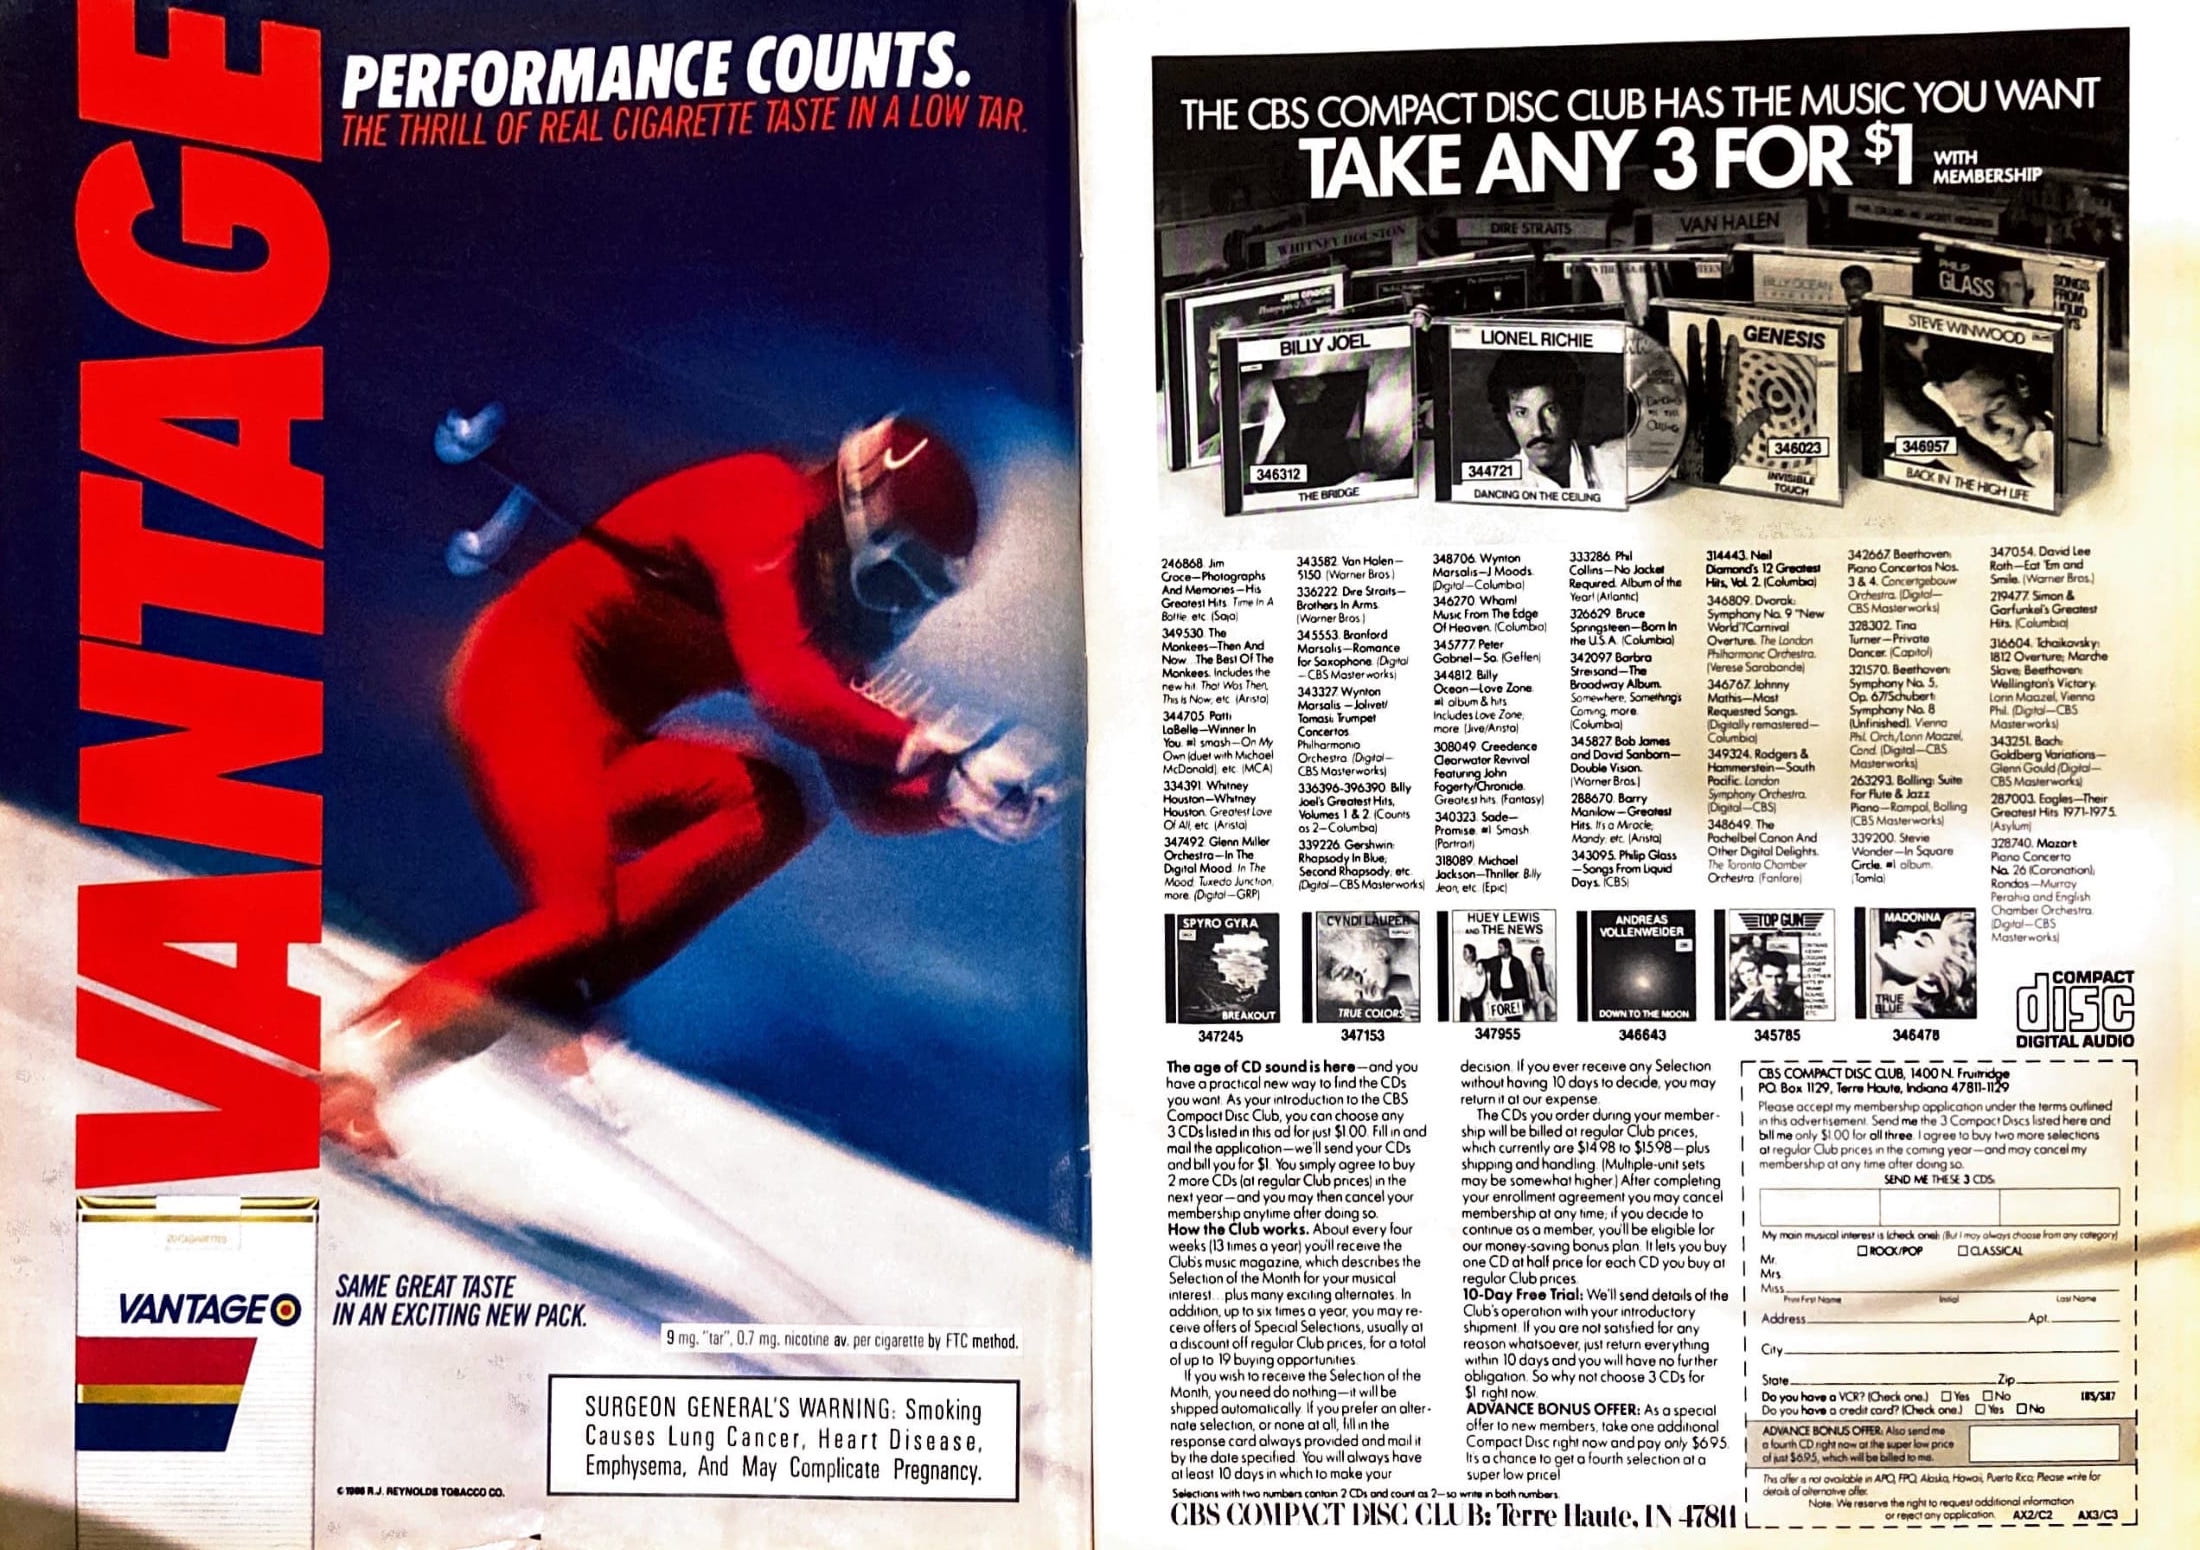 VANTAGE
PERFORMANCE COUNTS.
THE THRILL OF REAL CIGARETTE TASTE IN A LOW TAR.
VANTAGE
SAME GREAT TASTE
IN AN EXCITING NEW PACK.
9 mg. "tar", 0.7 mg. nicotine av. per cigarette by FTC method.
SURGEON GENERAL'S WARNING: Smoking
Causes Lung Cancer, Heart Disease,
Emphysema, And May Complicate Pregnancy.
© 1986 R.J. REYNOLDS TOBACCO CO.
THE CBS COMPACT DISC CLUB HAS THE MUSIC YOU WANT
TAKE ANY 3 FOR $1 WITH
MEMBERSHIP
WHITNEY HOUSTON
DIRE STRAITS
VAN HALEN
JIM CROCE
Photographs & Memories
BILLY OCEAN
PHILIP
GLASS
SONGS
FROM
LIQUID
DAYS
BILLY JOEL
346312
THE BRIDGE
LIONEL RICHIE
344721
DANCING ON THE CEILING
GENESIS
346023
INVISIBLE
TOUCH
STEVE WINWOOD
346957
BACK IN THE HIGH LIFE
246868. Jim
Croce—Photographs
And Memories—His
Greatest Hits. Time In A
Bottle, etc. (Saja)
349530. The
Monkees—Then And
Now...The Best Of The
Monkees. Includes the
new hit That Was Then,
This Is Now, etc. (Arista)
344705. Patti
LaBelle—Winner In
You. #1 smash—On My
Own (duet with Michael
McDonald), etc. (MCA)
334391. Whitney
Houston—Whitney
Houston. Greatest Love
Of All, etc. (Arista)
347492. Glenn Miller
Orchestra—In The
Digital Mood. In The
Mood, Tuxedo Junction,
more. (Digital—GRP)
343582. Van Halen—
5150 (Warner Bros.)
336222. Dire Straits—
Brothers In Arms.
(Warner Bros.)
345553. Branford
Marsalis—Romance
for Saxophone. (Digital
—CBS Masterworks)
343327. Wynton
Marsalis—Jolivet/
Tomasi: Trumpet
Concertos
Philharmonia
Orchestra (Digital—
CBS Masterworks)
336396-396390. Billy
Joel's Greatest Hits,
Volumes 1 & 2. (Counts
as 2—Columbia)
339226. Gershwin:
Rhapsody In Blue;
Second Rhapsody, etc.
(Digital—CBS Masterworks)
348706. Wynton
Marsalis—J Moods.
(Digital—Columbia)
346270. Wham!
Music From The Edge
Of Heaven. (Columbia)
345777. Peter
Gabriel—So. (Geffen)
344812. Billy
Ocean—Love Zone.
#1 album & hits.
Includes Love Zone,
more. (Jive/Arista)
308049. Creedence
Clearwater Revival
Featuring John
Fogerty/Chronicle.
Greatest hits. (Fantasy)
340323. Sade—
Promise. #1 Smash
(Portrait)
318089. Michael
Jackson—Thriller. Billy
Jean, etc. (Epic)
333286. Phil
Collins—No Jacket
Required. Album of the
Year! (Atlantic)
326629. Bruce
Springsteen—Born In
the U.S.A. (Columbia)
342097. Barbra
Streisand—The
Broadway Album.
Somewhere, Something's
Coming, more.
(Columbia)
345827. Bob James
and David Sanborn—
Double Vision.
(Warner Bros.)
288670. Barry
Manilow—Greatest
Hits. It's a Miracle,
Mandy, etc. (Arista)
343095. Philip Glass
—Songs From Liquid
Days. (CBS)
314443. Neil
Diamond's 12 Greatest
Hits, Vol. 2. (Columbia)
346809. Dvorak:
Symphony No. 9 "New
World"/Carnival
Overture. The London
Philharmonic Orchestra.
(Verese Sarabande)
346767. Johnny
Mathis—Most
Requested Songs.
(Digitally remastered—
Columbia)
349324. Rodgers &
Hammerstein—South
Pacific. London
Symphony Orchestra.
(Digital—CBS)
348649. The
Pachelbel Canon And
Other Digital Delights.
The Toronto Chamber
Orchestra. (Fanfare)
342667. Beethoven:
Piano Concertos Nos.
3 & 4. Concertgebouw
Orchestra. (Digital—
CBS Masterworks)
328302. Tina
Turner—Private
Dancer. (Capitol)
321570. Beethoven:
Symphony No. 5,
Op. 67/Schubert:
Symphony No. 8
(Unfinished). Vienna
Phil. Orch./Lorin Maazel,
Cond. (Digital—CBS
Masterworks)
263293. Bolling: Suite
For Flute & Jazz
Piano—Rampal, Bolling
(CBS Masterworks)
339200. Stevie
Wonder—In Square
Circle. #1 album.
(Tamla)
347054. David Lee
Roth—Eat 'Em and
Smile. (Warner Bros.)
219477. Simon &
Garfunkel's Greatest
Hits. (Columbia)
316604. Tchaikovsky:
1812 Overture; Marche
Slave; Beethoven:
Wellington's Victory.
Lorin Maazel, Vienna
Phil. (Digital—CBS
Masterworks)
343251. Bach:
Goldberg Variations—
Glenn Gould (Digital—
CBS Masterworks)
287003. Eagles—Their
Greatest Hits 1971-1975.
(Asylum)
328740. Mozart
Piano Concerto
No. 26 (Coronation);
Rondos—Murray
Perahia and English
Chamber Orchestra.
(Digital—CBS
Masterworks)
SPYRO GYRA
BREAKOUT
347245
CYNDI LAUPER
TRUE COLORS
347153
HUEY LEWIS
AND THE NEWS
FORE!
347955
ANDREAS
VOLLENWEIDER
DOWN TO THE MOON
346643
TOP GUN
345785
MADONNA
TRUE
BLUE
346478
COMPACT
disc
DIGITAL AUDIO
The age of CD sound is here—and you
have a practical new way to find the CDs
you want. As your introduction to the CBS
Compact Disc Club, you can choose any
3 CDs listed in this ad for just $1.00. Fill in and
mail the application—we'll send your CDs
and bill you for $1. You simply agree to buy
2 more CDs (at regular Club prices) in the
next year—and you may then cancel your
membership anytime after doing so.
How the Club works. About every four
weeks (13 times a year) you'll receive the
Club's music magazine, which describes the
Selection of the Month for your musical
interest...plus many exciting alternates. In
addition, up to six times a year, you may re-
ceive offers of Special Selections, usually at
a discount off regular Club prices, for a total
of up to 19 buying opportunities.
If you wish to receive the Selection of the
Month, you need do nothing—it will be
shipped automatically. If you prefer an alter-
nate selection, or none at all, fill in the
response card always provided and mail it
by the date specified. You will always have
at least 10 days in which to make your
decision. If you ever receive any Selection
without having 10 days to decide, you may
return it at our expense.
The CDs you order during your member-
ship will be billed at regular Club prices,
which currently are $14.98 to $15.98—plus
shipping and handling. (Multiple-unit sets
may be somewhat higher.) After completing
your enrollment agreement you may cancel
membership at any time; if you decide to
continue as a member, you'll be eligible for
our money-saving bonus plan. It lets you buy
one CD at half price for each CD you buy at
regular Club prices.
10-Day Free Trial: We'll send details of the
Club's operation with your introductory
shipment. If you are not satisfied for any
reason whatsoever, just return everything
within 10 days and you will have no further
obligation. So why not choose 3 CDs for
$1 right now.
ADVANCE BONUS OFFER: As a special
offer to new members, take one additional
Compact Disc right now and pay only $6.95.
It's a chance to get a fourth selection at a
super low price!
Selections with two numbers contain 2 CDs and count as 2—so write in both numbers.
CBS COMPACT DISC CLUB: Terre Haute, IN 47811
CBS COMPACT DISC CLUB, 1400 N. Fruitridge
P.O. Box 1129, Terre Haute, Indiana 47811-1129
Please accept my membership application under the terms outlined
in this advertisement. Send me the 3 Compact Discs listed here and
bill me only $1.00 for all three. I agree to buy two more selections
at regular Club prices in the coming year—and may cancel my
membership at any time after doing so.
SEND ME THESE 3 CDS.
My main musical interest is (check one): (But I may always choose from any category)
ROCK/POP CLASSICAL
Mr.
Mrs.
Miss
Print First Name Initial Last Name
Address Apt.
City
State Zip
Do you have a VCR? (Check one.) Yes No 185/S87
Do you have a credit card? (Check one.) Yes No
ADVANCE BONUS OFFER: Also send me
a fourth CD right now at the super low price
of just $6.95, which will be billed to me.
This offer is not available in APO, FPO, Alaska, Hawaii, Puerto Rico; Please write for
details of alternative offer.
Note: We reserve the right to request additional information
or reject any application. AX2/C2 AX3/C3